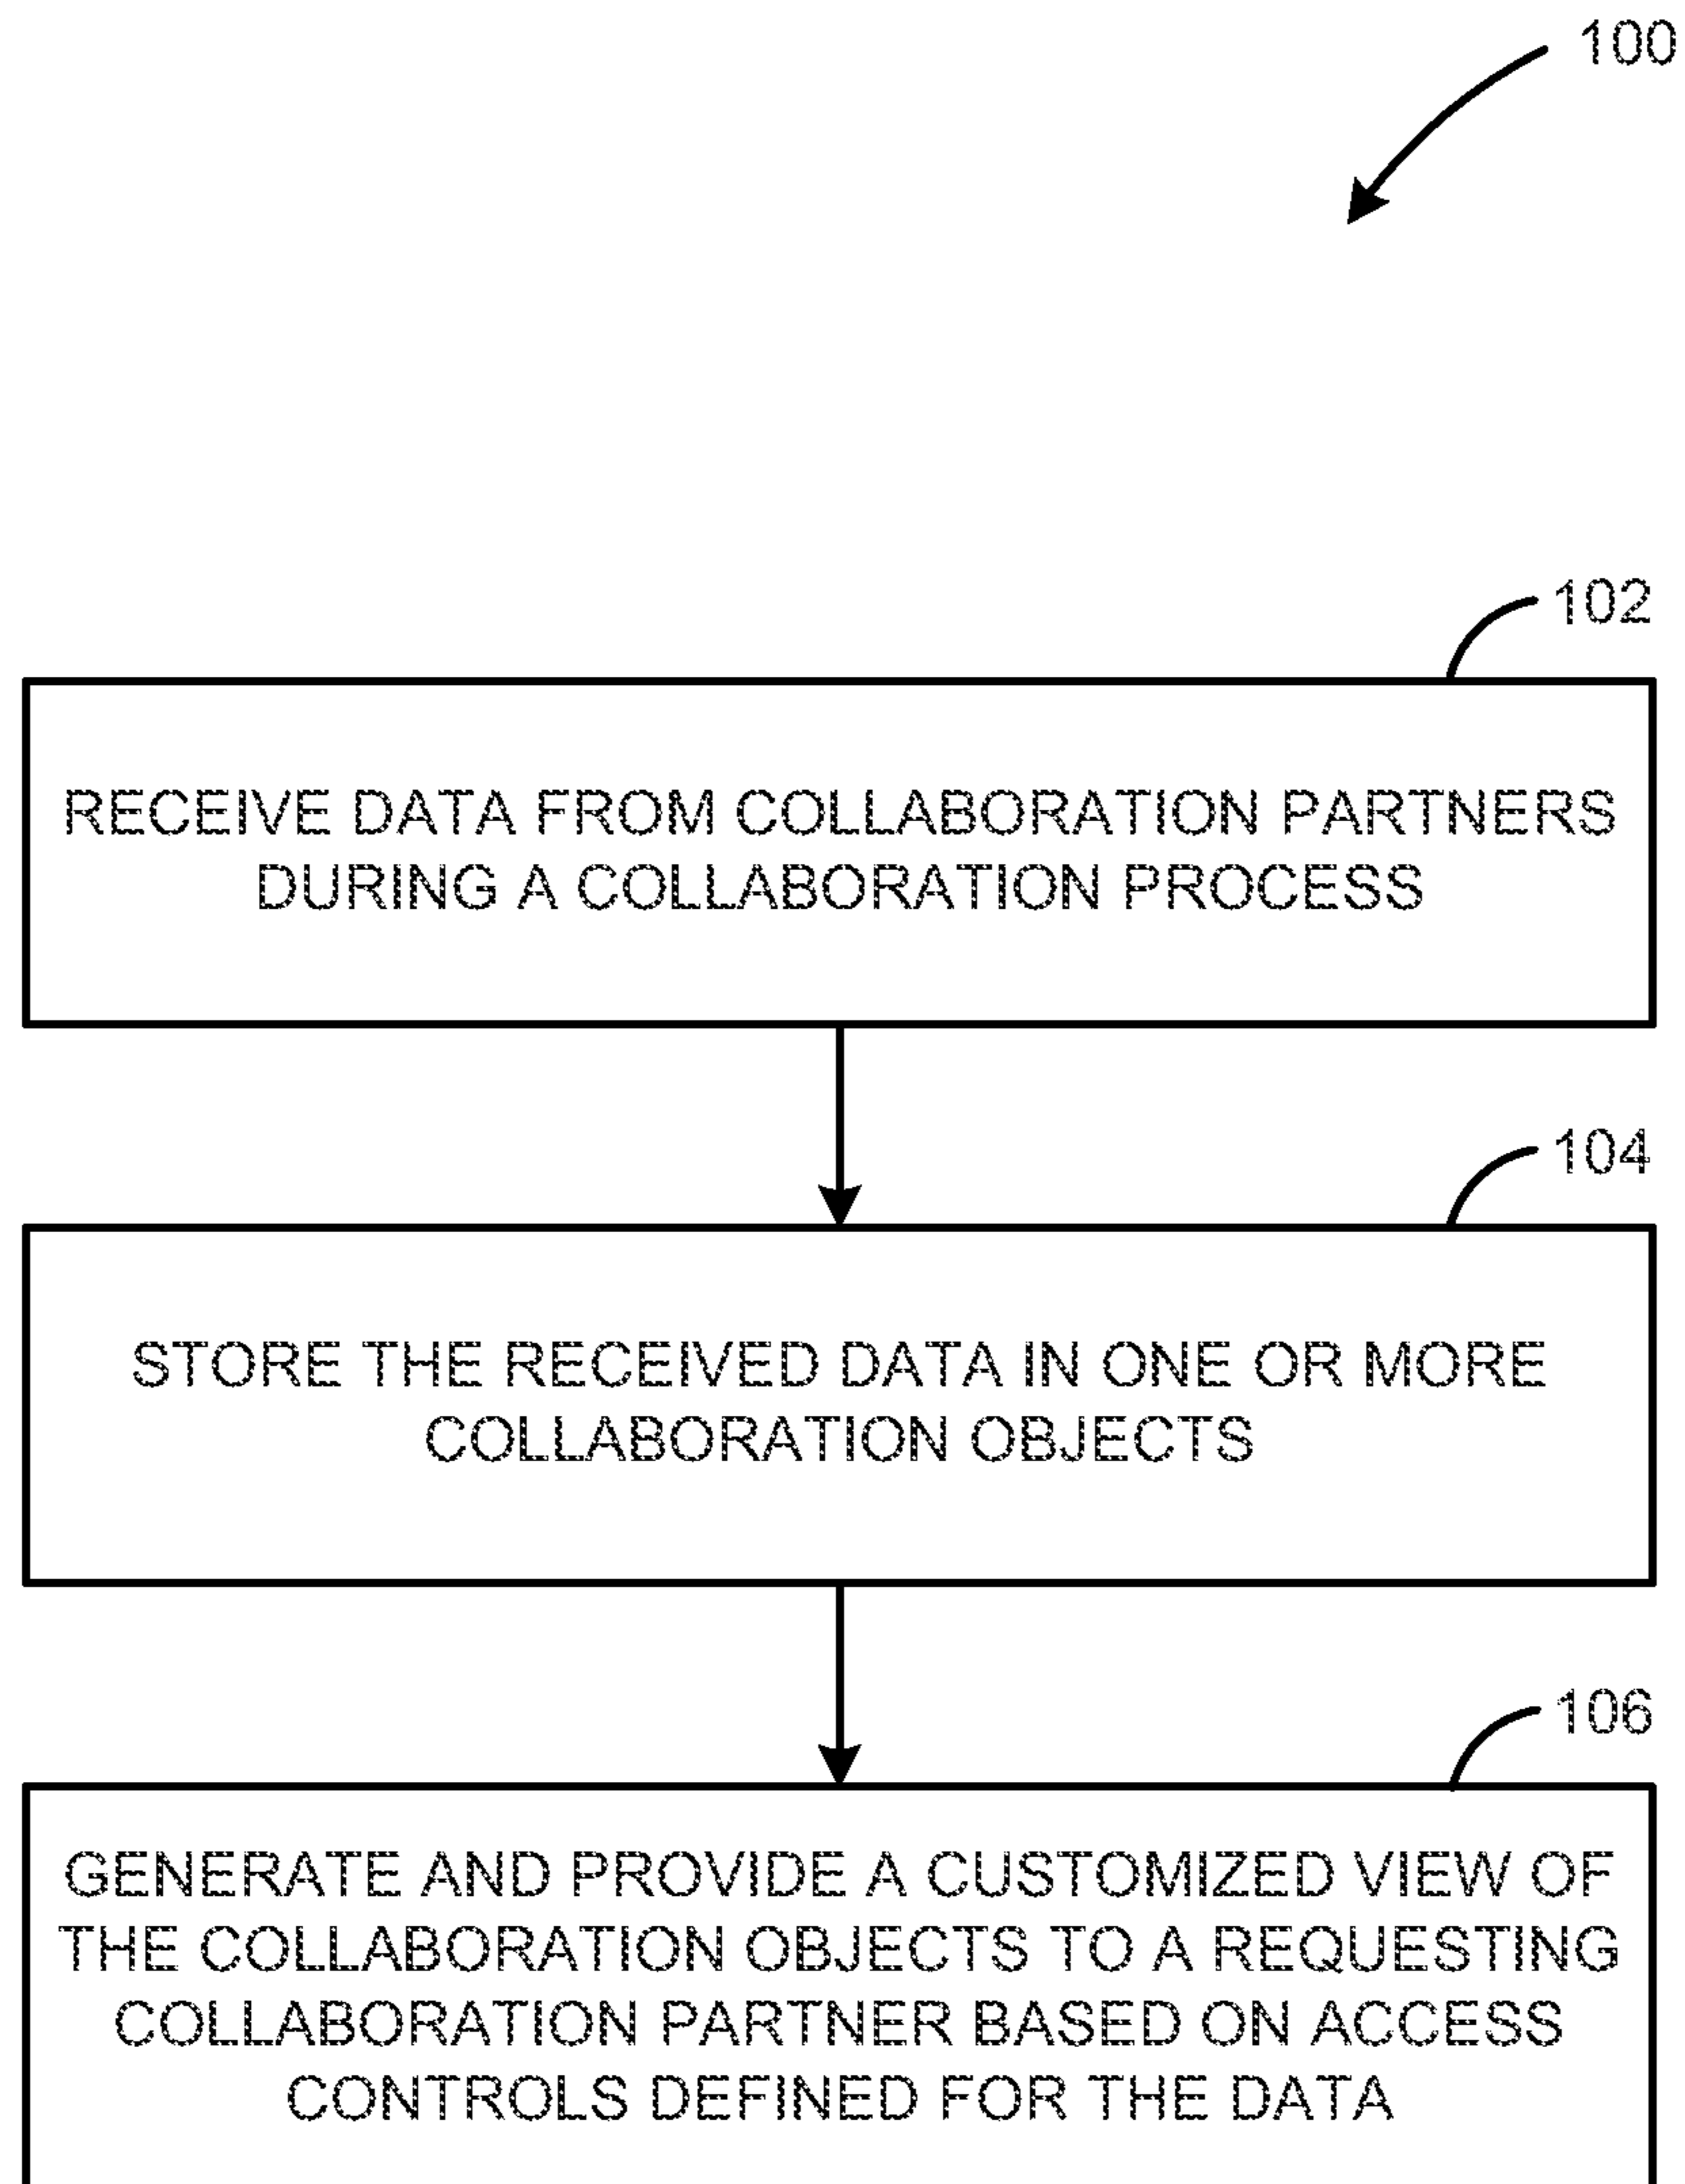 100
102
RECEIVE DATA FROM COLLABORATION PARTNERS
DURING A COLLABORATION PROCESS
104
STORE THE RECEIVED DATA IN ONE OR MORE
COLLABORATION OBJECTS
106
GENERATE AND PROVIDE A CUSTOMIZED VIEW OF
THE COLLABORATION OBJECTS TO A REQUESTING
COLLABORATION PARTNER BASED ON ACCESS
CONTROLS DEFINED FOR THE DATA